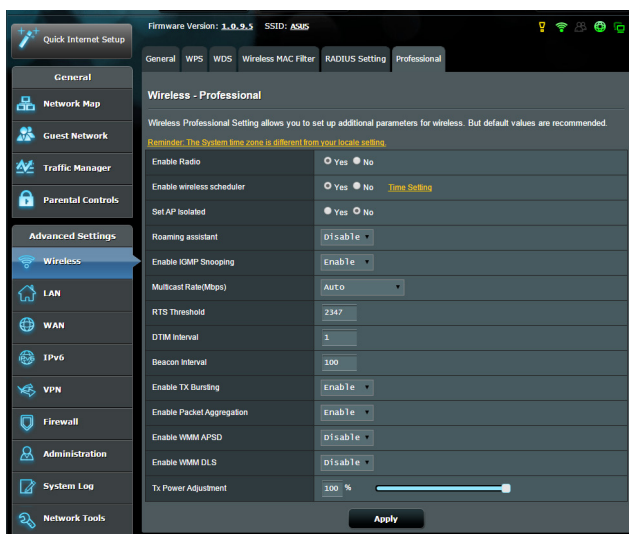 Quick Internet Setup
General
Network Map
Guest Network
Traffic Manager
Parental Controls
Advanced Settings
Wireless
LAN
WAN
IPv6
VPN
Firewall
Administration
System Log
Network Tools
Firmware Version: 1.0.9.5 SSID: ASUS
General WPS WDS Wireless MAC Filter RADIUS Setting Professional
Wireless - Professional
Wireless Professional Setting allows you to set up additional parameters for wireless. But default values are recommended.
Reminder: The System time zone is different from your locale setting.
Enable Radio Yes No
Enable wireless scheduler Yes No Time Setting
Set AP Isolated Yes No
Roaming assistant Disable
Enable IGMP Snooping Enable
Multicast Rate(Mbps) Auto
RTS Threshold 2347
DTIM Interval 1
Beacon Interval 100
Enable TX Bursting Enable
Enable Packet Aggregation Enable
Enable WMM APSD Disable
Enable WMM DLS Disable
Tx Power Adjustment 100 %
Apply